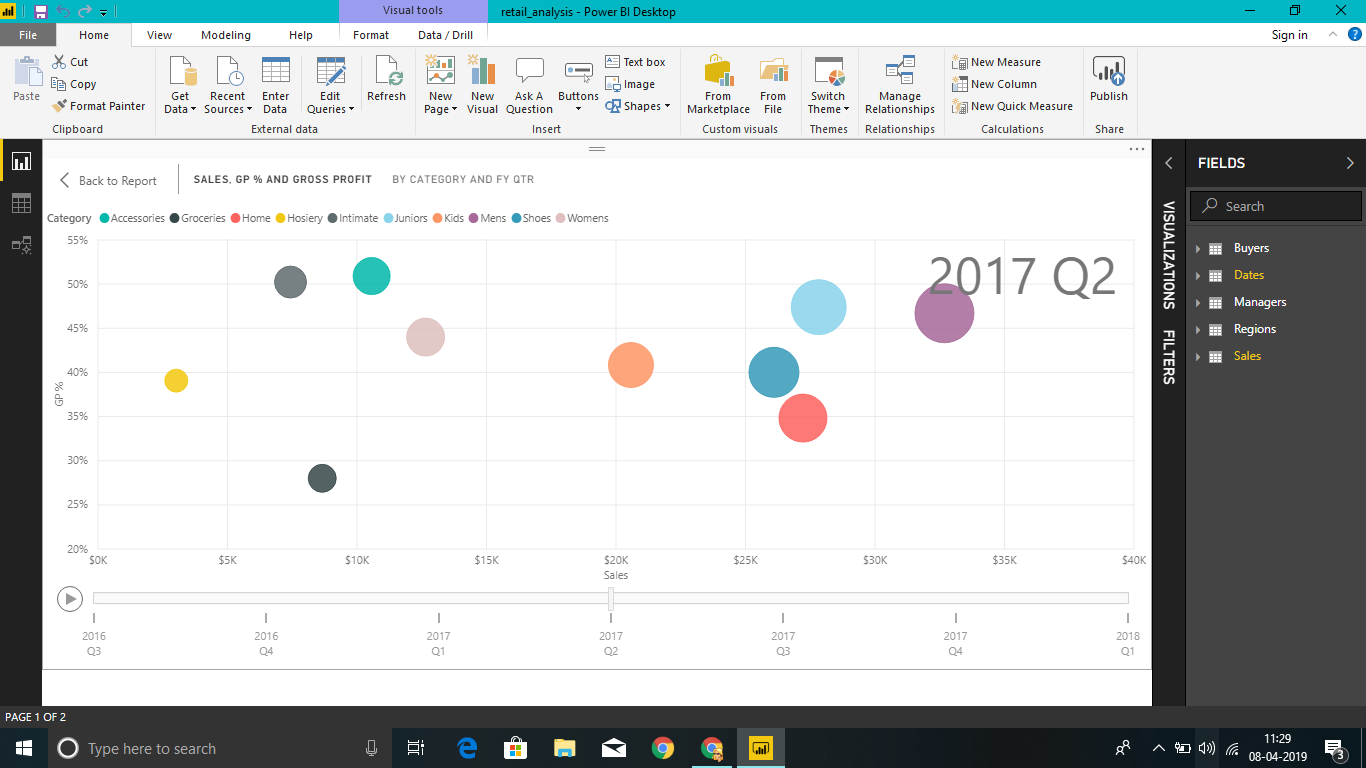 Visual tools
retail_analysis - Power BI Desktop
File Home View Modeling Help Format Data / Drill Sign in
Paste
Cut
Copy
Format Painter
Clipboard
Get Data
Recent Sources
Enter Data
Edit Queries
Refresh
External data
New Page
New Visual
Ask A Question
Buttons
Text box
Image
Shapes
Insert
From Marketplace
From File
Custom visuals
Switch Theme
Themes
Manage Relationships
Relationships
New Measure
New Column
New Quick Measure
Calculations
Publish
Share
Back to Report
SALES, GP % AND GROSS PROFIT BY CATEGORY AND FY QTR
Category Accessories Groceries Home Hosiery Intimate Juniors Kids Mens Shoes Womens
2017 Q2
55%
50%
45%
40%
35%
30%
25%
20%
GP %
$0K $5K $10K $15K $20K $25K $30K $35K $40K
Sales
2016 2016 2017 2017 2017 2017 2018
Q3 Q4 Q1 Q2 Q3 Q4 Q1
VISUALIZATIONS
FILTERS
FIELDS
Search
Buyers
Dates
Managers
Regions
Sales
PAGE 1 OF 2
Type here to search
11:29
08-04-2019
3